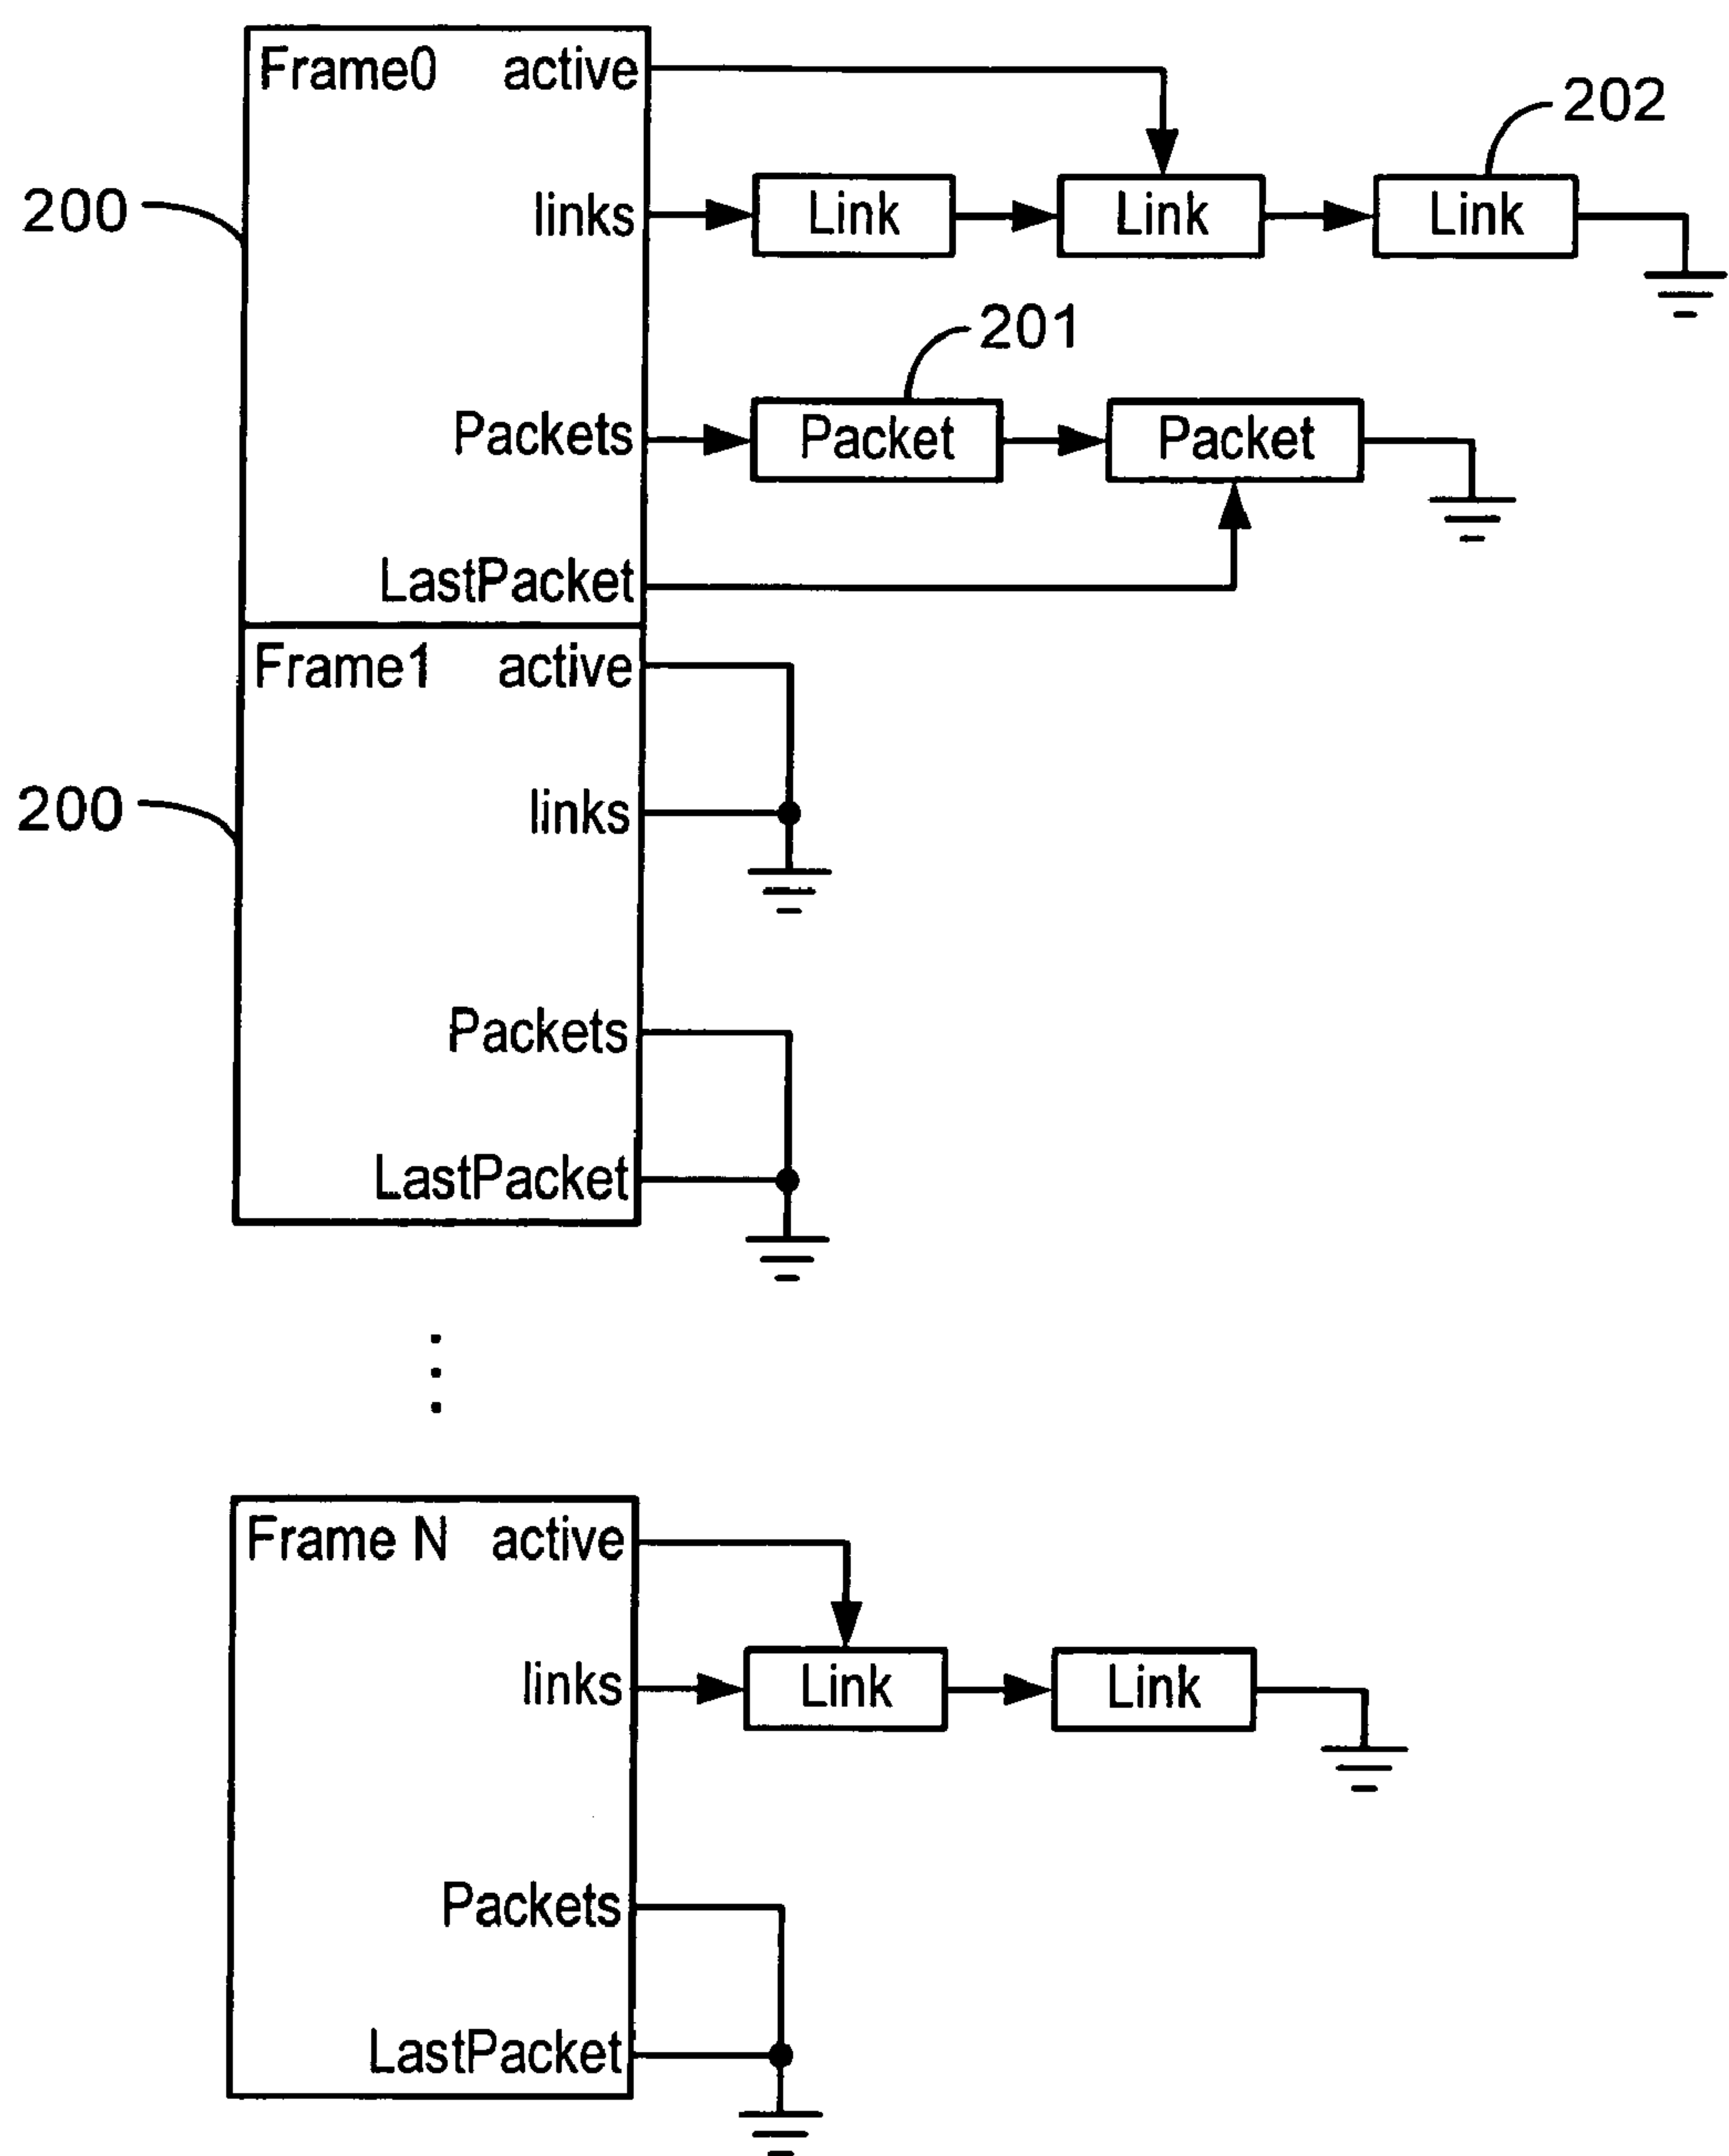 Frame0 active
202
200
links
Link
Link
Link
201
Packets
Packet
Packet
LastPacket
Frame1 active
200
links
Packets
LastPacket
Frame N active
links
Link
Link
Packets
LastPacket